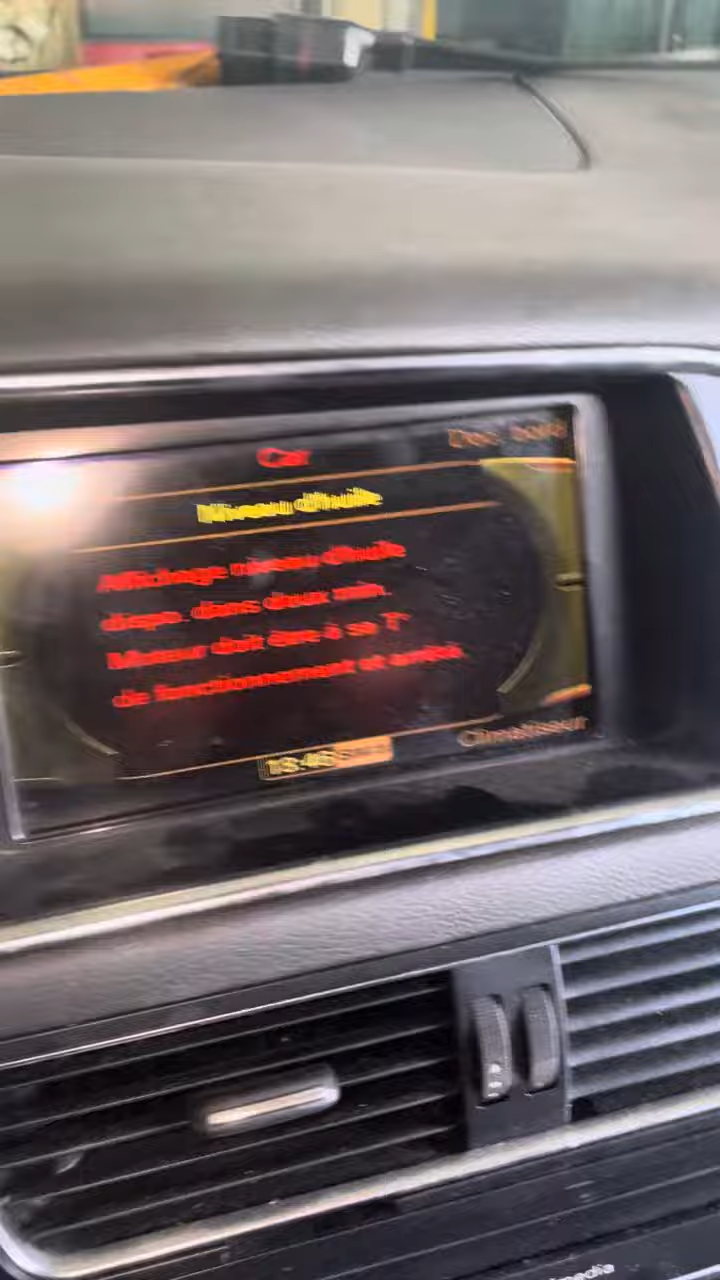 Car
Niveau d'huile
Affichage niveau d'huile
dispo. dans deux min.
Moteur doit être à sa T°
de fonctionnement et arrêté.
Climatiseur